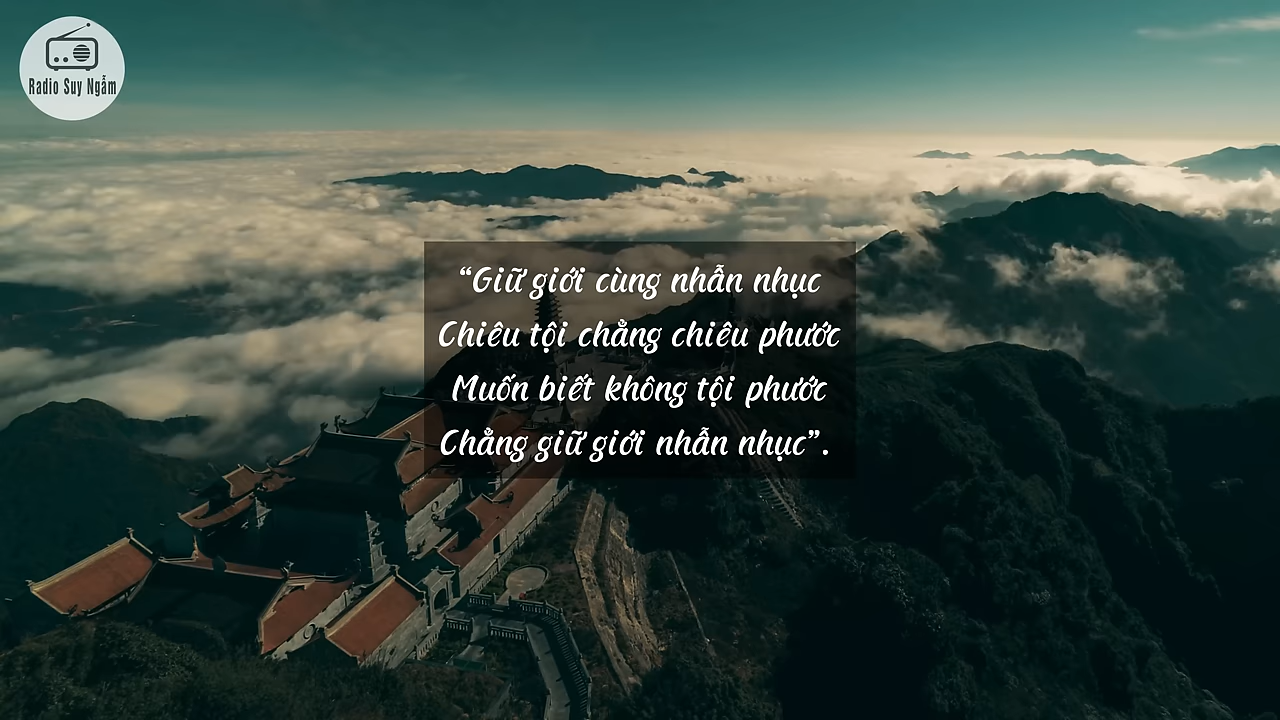 Radio Suy Ngẫm
“Giữ giới cùng nhẫn nhục
Chiêu tội chẳng chiêu phước
Muốn biết không tội phước
Chẳng giữ giới nhẫn nhục”.